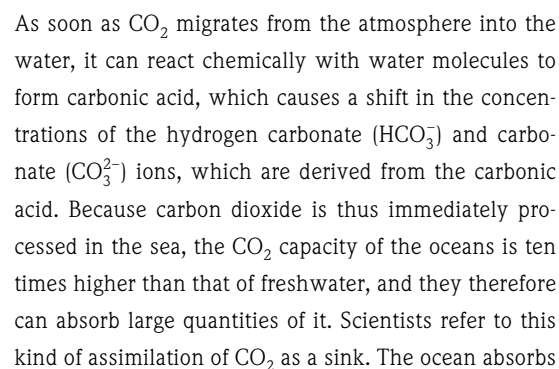 As soon as CO₂ migrates from the atmosphere into the
water, it can react chemically with water molecules to
form carbonic acid, which causes a shift in the concen-
trations of the hydrogen carbonate (HCO₃⁻) and carbo-
nate (CO₃²⁻) ions, which are derived from the carbonic
acid. Because carbon dioxide is thus immediately pro-
cessed in the sea, the CO₂ capacity of the oceans is ten
times higher than that of freshwater, and they therefore
can absorb large quantities of it. Scientists refer to this
kind of assimilation of CO₂ as a sink. The ocean absorbs